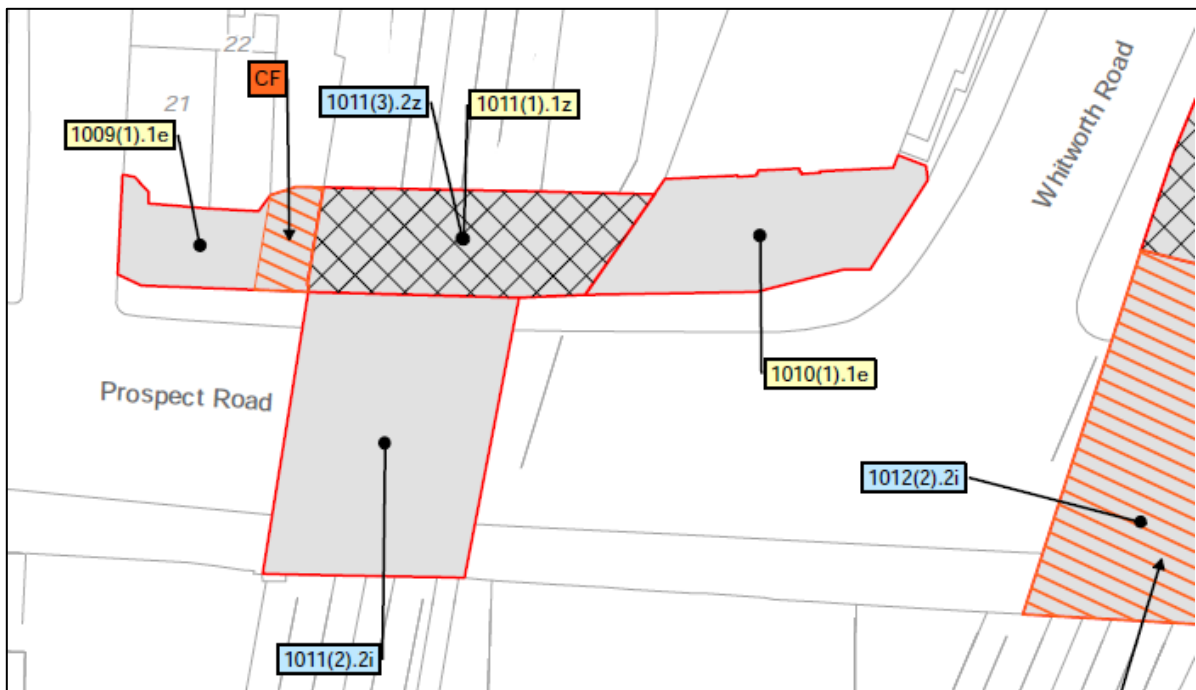 22
CF
21
1011(3).2z
1011(1).1z
1009(1).1e
Whitworth Road
1010(1).1e
Prospect Road
1012(2).2i
1011(2).2i